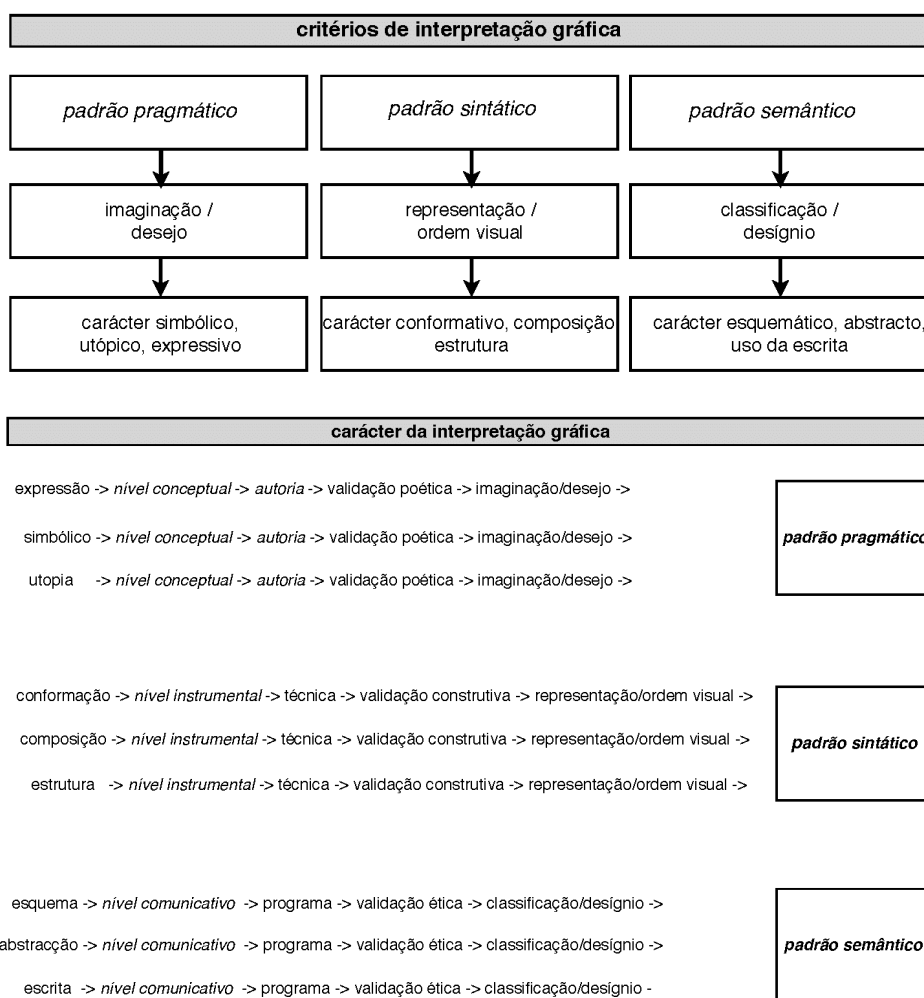 critérios de interpretação gráfica
padrão pragmático
padrão sintático
padrão semântico
imaginação /
desejo
representação /
ordem visual
classificação /
desígnio
carácter simbólico,
utópico, expressivo
carácter conformativo, composição
estrutura
carácter esquemático, abstracto,
uso da escrita
carácter da interpretação gráfica
expressão -> nível conceptual -> autoria -> validação poética -> imaginação/desejo ->
simbólico -> nível conceptual -> autoria -> validação poética -> imaginação/desejo ->
utopia -> nível conceptual -> autoria -> validação poética -> imaginação/desejo ->
padrão pragmático
conformação -> nível instrumental -> técnica -> validação construtiva -> representação/ordem visual ->
composição -> nível instrumental -> técnica -> validação construtiva -> representação/ordem visual ->
estrutura -> nível instrumental -> técnica -> validação construtiva -> representação/ordem visual ->
padrão sintático
esquema -> nível comunicativo -> programa -> validação ética -> classificação/desígnio ->
abstracção -> nível comunicativo -> programa -> validação ética -> classificação/desígnio ->
escrita -> nível comunicativo -> programa -> validação ética -> classificação/desígnio -
padrão semântico